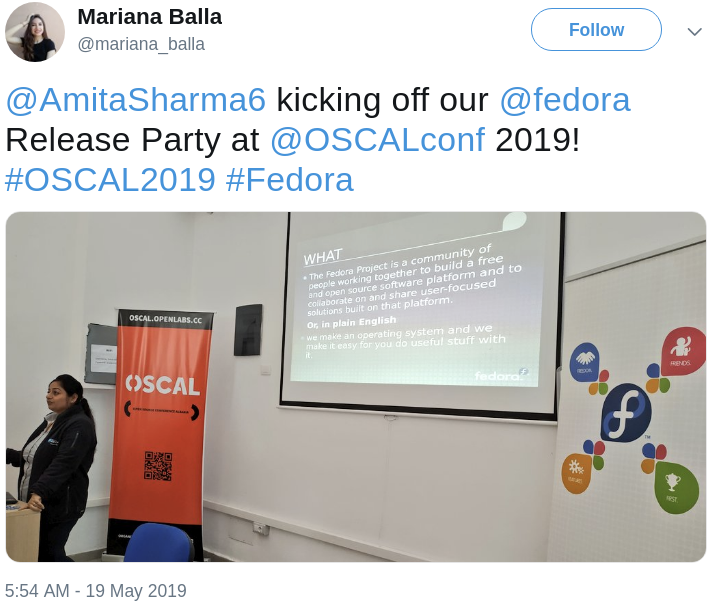 Mariana Balla
@mariana_balla
Follow
@AmitaSharma6 kicking off our @fedora
Release Party at @OSCALconf 2019!
#OSCAL2019 #Fedora
OSCAL.OPENLABS.CC
OSCAL
WHAT
The Fedora Project is a community of
people working together to build a free
and open source software platform and to
collaborate on and share user-focused
solutions built on that platform.
Or, in plain English
we make an operating system and we
make it easy for you do useful stuff with
it.
fedora
FREEDOM
FRIENDS
FEATURES
FIRST
5:54 AM - 19 May 2019